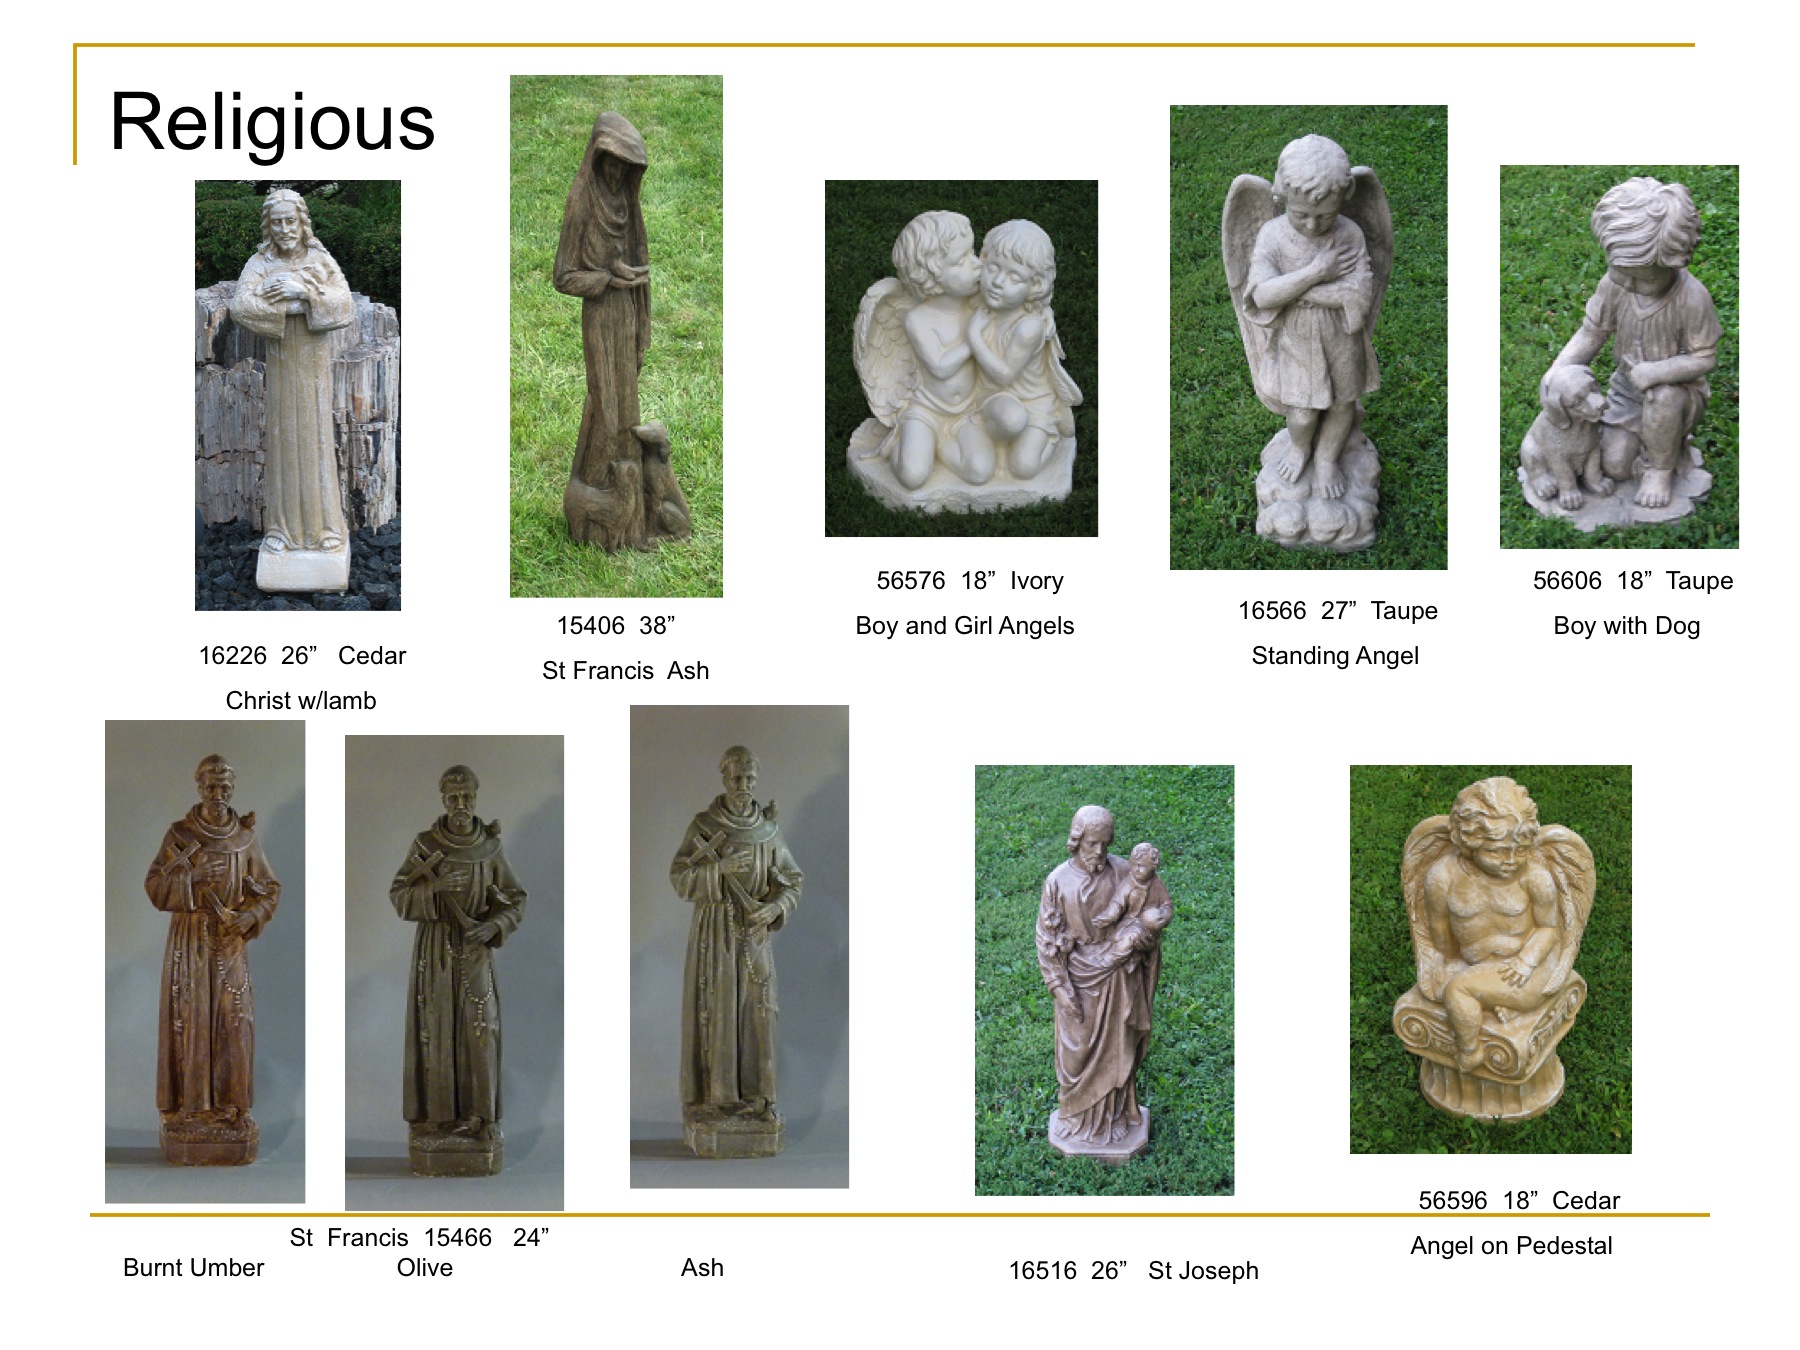 Religious
16226 26” Cedar
Christ w/lamb
15406 38”
St Francis Ash
56576 18” Ivory
Boy and Girl Angels
16566 27” Taupe
Standing Angel
56606 18” Taupe
Boy with Dog
St Francis 15466 24”
Burnt Umber Olive Ash
16516 26” St Joseph
56596 18” Cedar
Angel on Pedestal